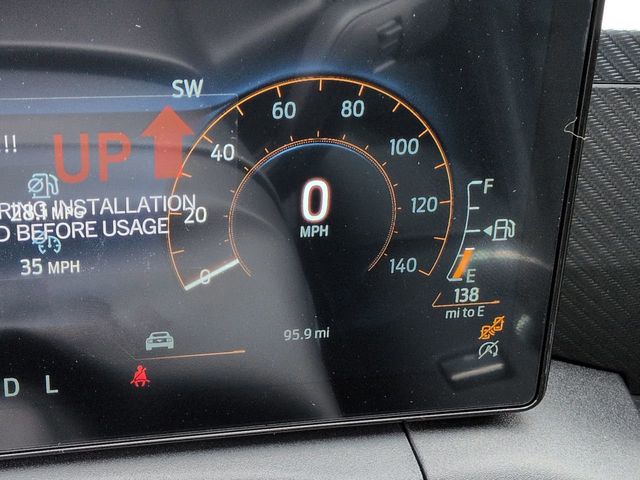 SW
!!
UP
28.1 MPG
RING INSTALLATION
D BEFORE USAGE
35 MPH
0
20
40
60
80
100
120
140
0
MPH
F
E
138
mi to E
95.9 mi
D L